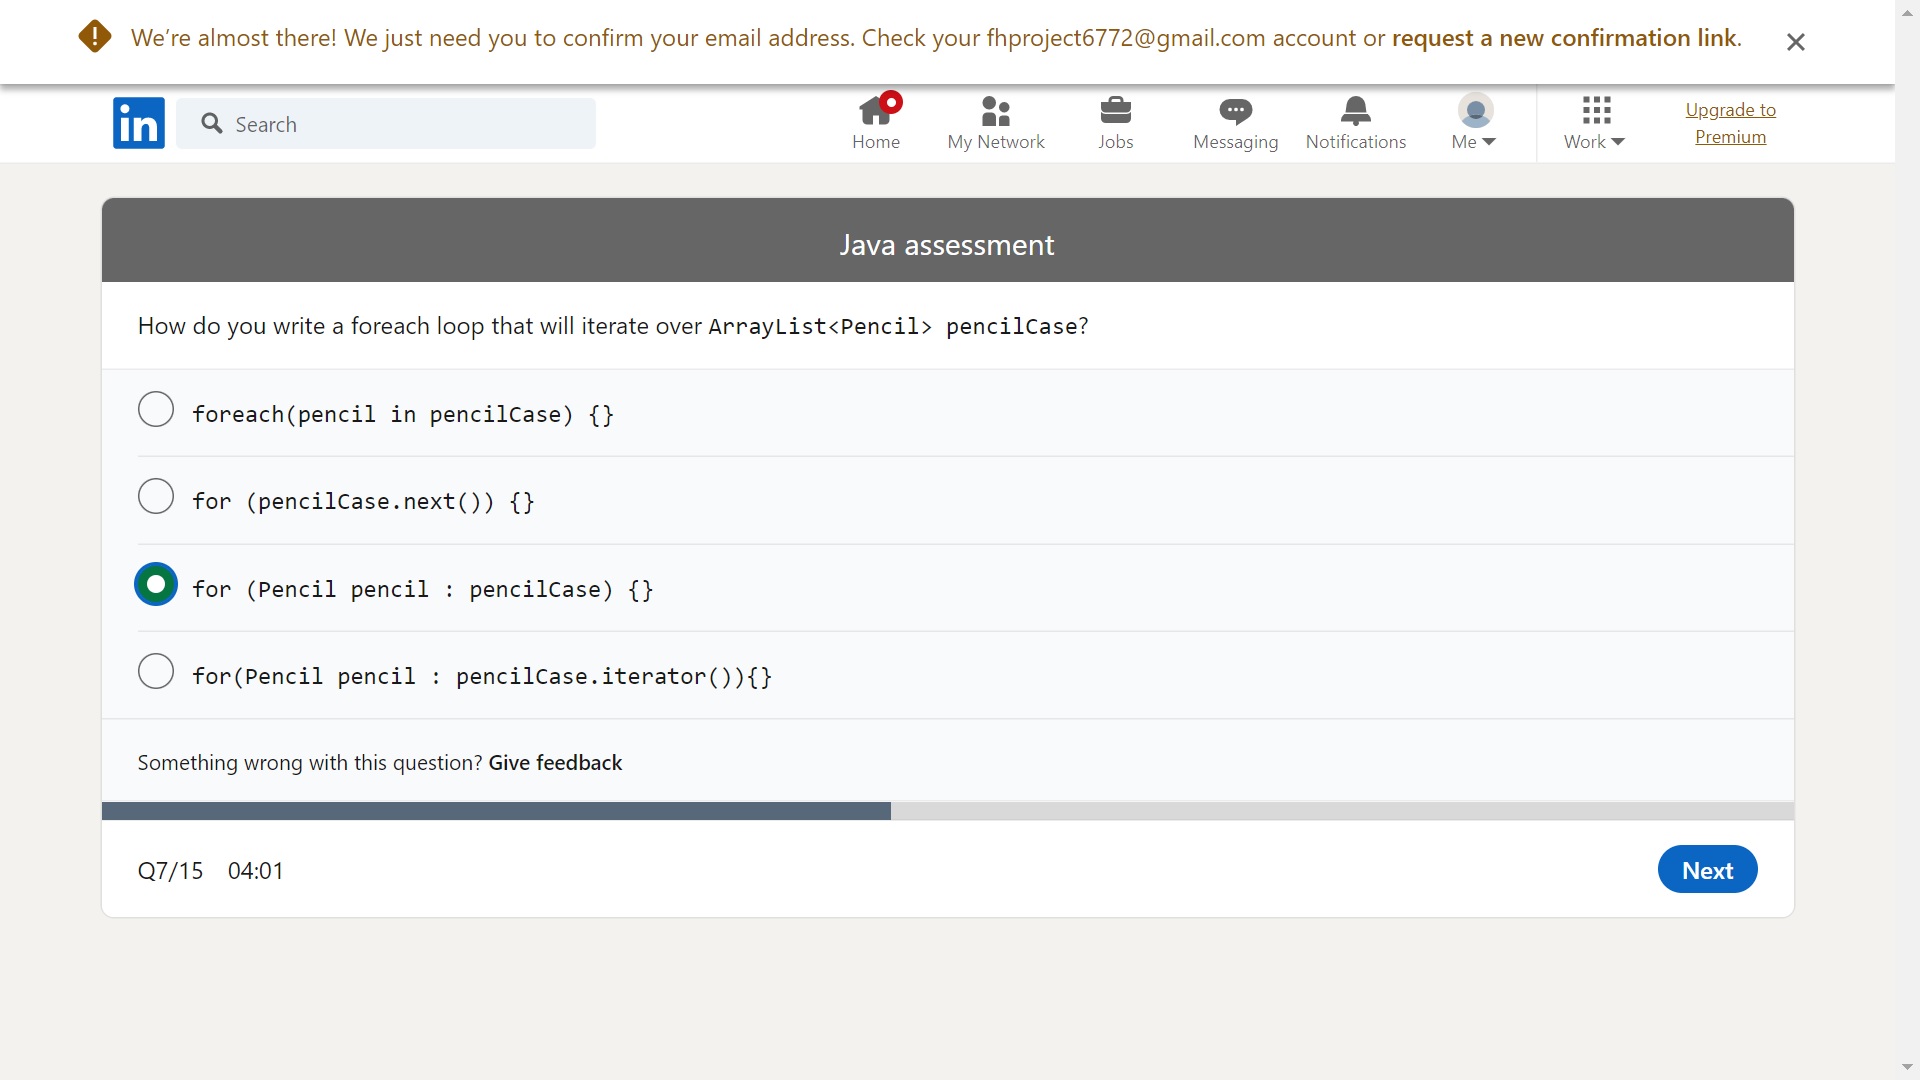 We’re almost there! We just need you to confirm your email address. Check your fhproject6772@gmail.com account or request a new confirmation link.
in
Search
Home
My Network
Jobs
Messaging
Notifications
Me
Work
Upgrade to
Premium
Java assessment
How do you write a foreach loop that will iterate over ArrayList<Pencil> pencilCase?
foreach(pencil in pencilCase) {}
for (pencilCase.next()) {}
for (Pencil pencil : pencilCase) {}
for(Pencil pencil : pencilCase.iterator()){}
Something wrong with this question? Give feedback
Q7/15 04:01
Next